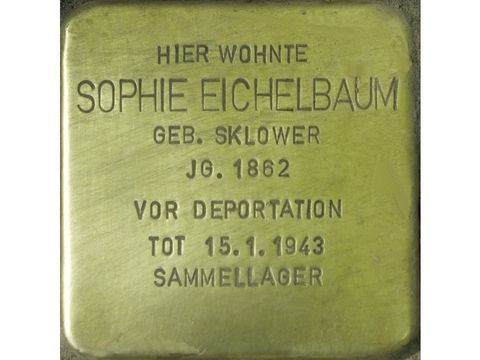 HIER WOHNTE
SOPHIE EICHELBAUM
GEB. SKLOWER
JG. 1862
VOR DEPORTATION
TOT 15.1.1943
SAMMELLAGER